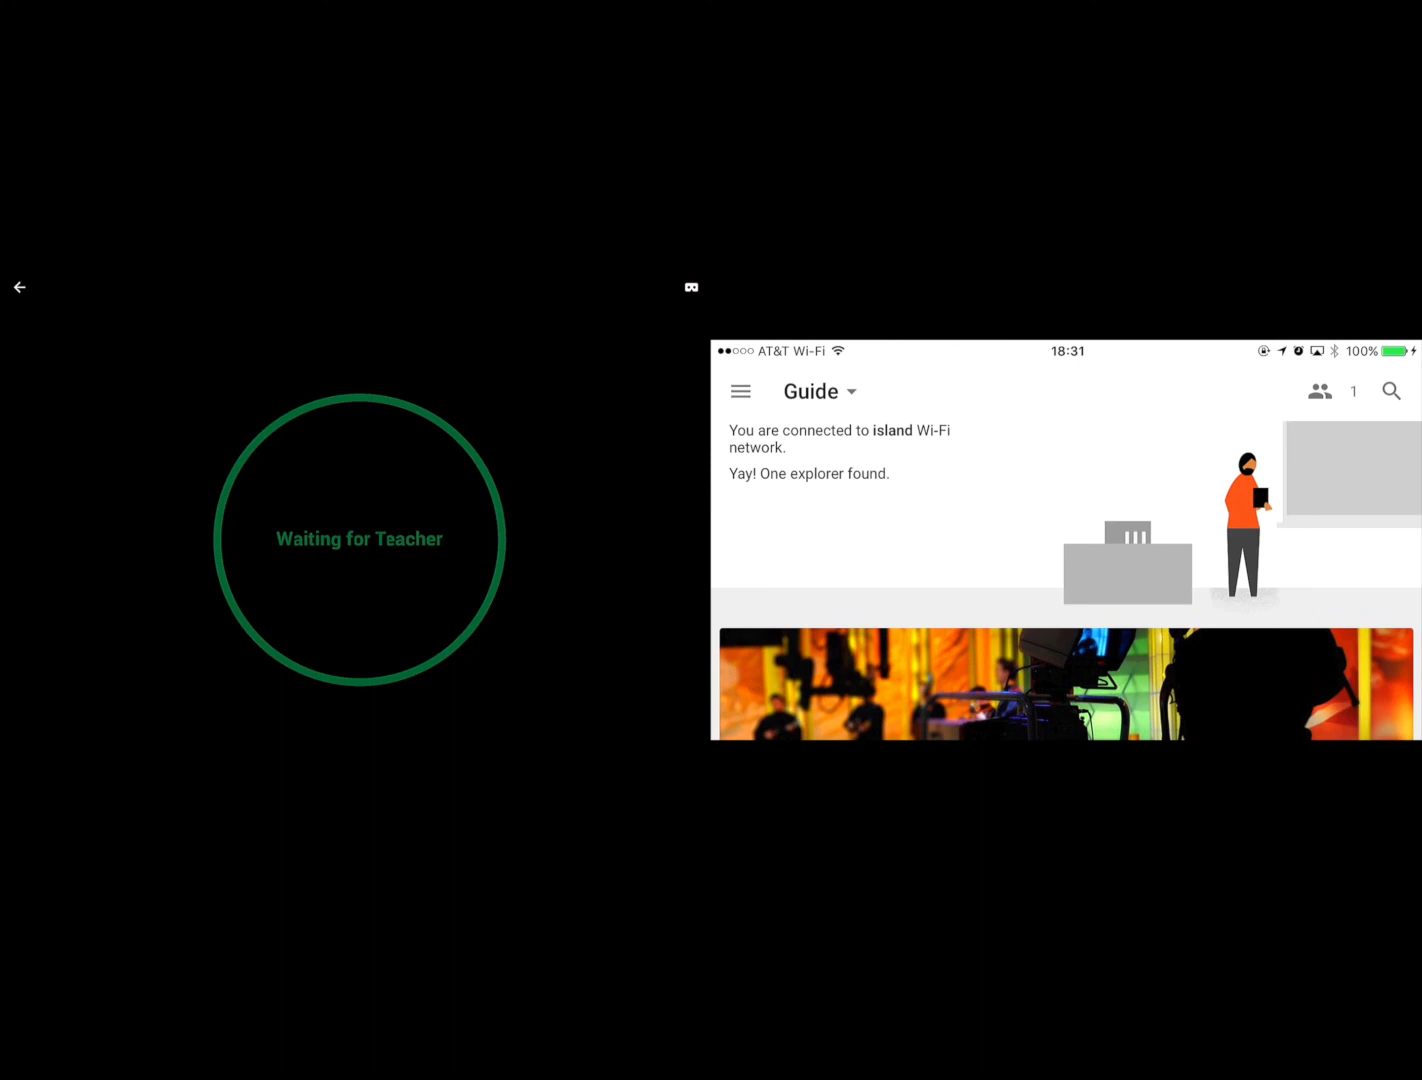 Waiting for Teacher
AT&T Wi-Fi 18:31 100%
Guide 1
You are connected to island Wi-Fi
network.
Yay! One explorer found.